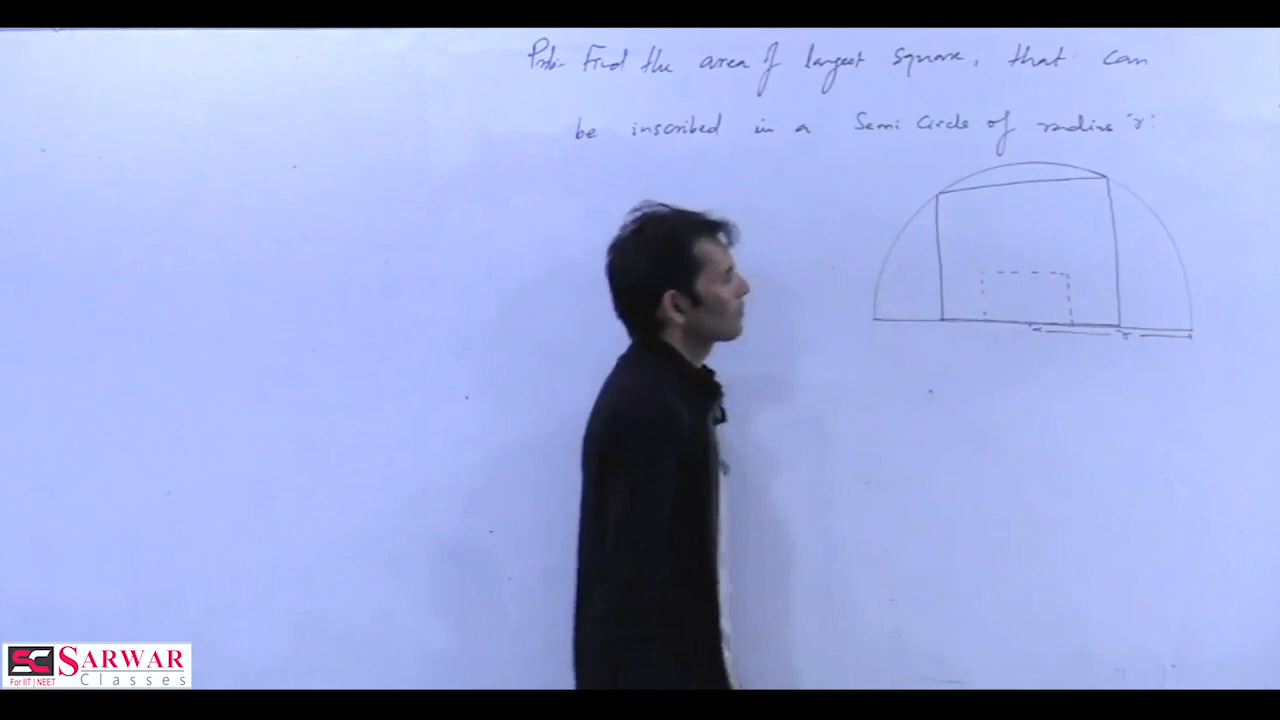 Prob:- Find the area of largest square, that can
be inscribed in a Semi Circle of radius 'r'.
r
SC SARWAR
For IIT | NEET Classes